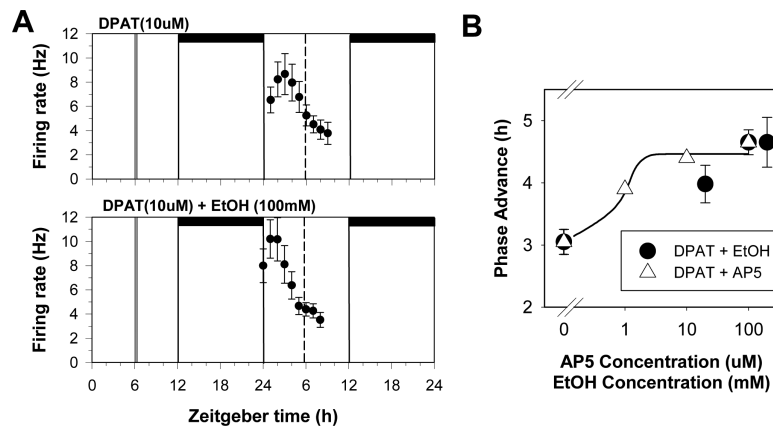 A
DPAT(10uM)
12
10
8
6
4
2
0
Firing rate (Hz)
DPAT(10uM) + EtOH (100mM)
12
10
8
6
4
2
0
Firing rate (Hz)
0 6 12 18 24 6 12 18 24
Zeitgeber time (h)
B
6
5
4
3
2
Phase Advance (h)
DPAT + EtOH
DPAT + AP5
0 1 10 100
AP5 Concentration (uM)
EtOH Concentration (mM)